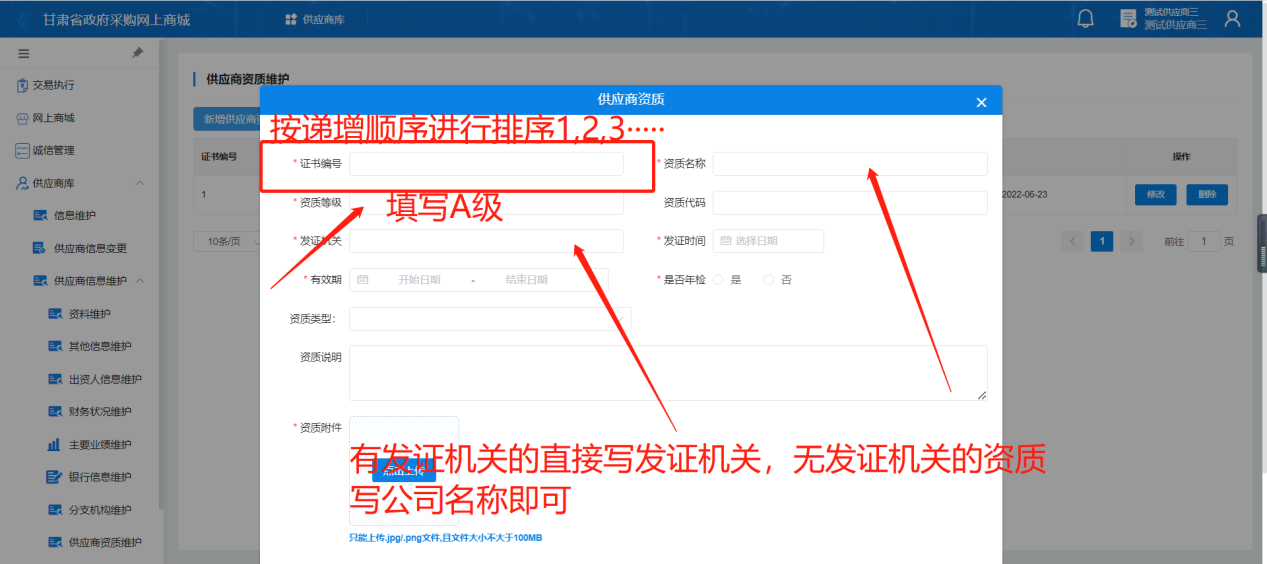 甘肃省政府采购网上商城
供应商库
测试供应商三
测试供应商三
交易执行
网上商城
诚信管理
供应商库
信息维护
供应商信息变更
供应商信息维护
资料维护
其他信息维护
出资人信息维护
财务状况维护
主要业绩维护
银行信息维护
分支机构维护
供应商资质维护
供应商资质维护
新增供应商
证书编号
操作
1
2022-06-23
修改
删除
10条/页
1
前往 1 页
供应商资质
按递增顺序进行排序1,2,3·····
* 证书编号
* 资质名称
* 资质等级
填写A级
资质代码
* 发证机关
* 发证时间 选择日期
* 有效期 开始日期 - 结束日期
* 是否年检 是 否
资质类型:
资质说明
* 资质附件
点击上传
有发证机关的直接写发证机关，无发证机关的资质
写公司名称即可
只能上传.jpg/.png文件,且文件大小不大于100MB